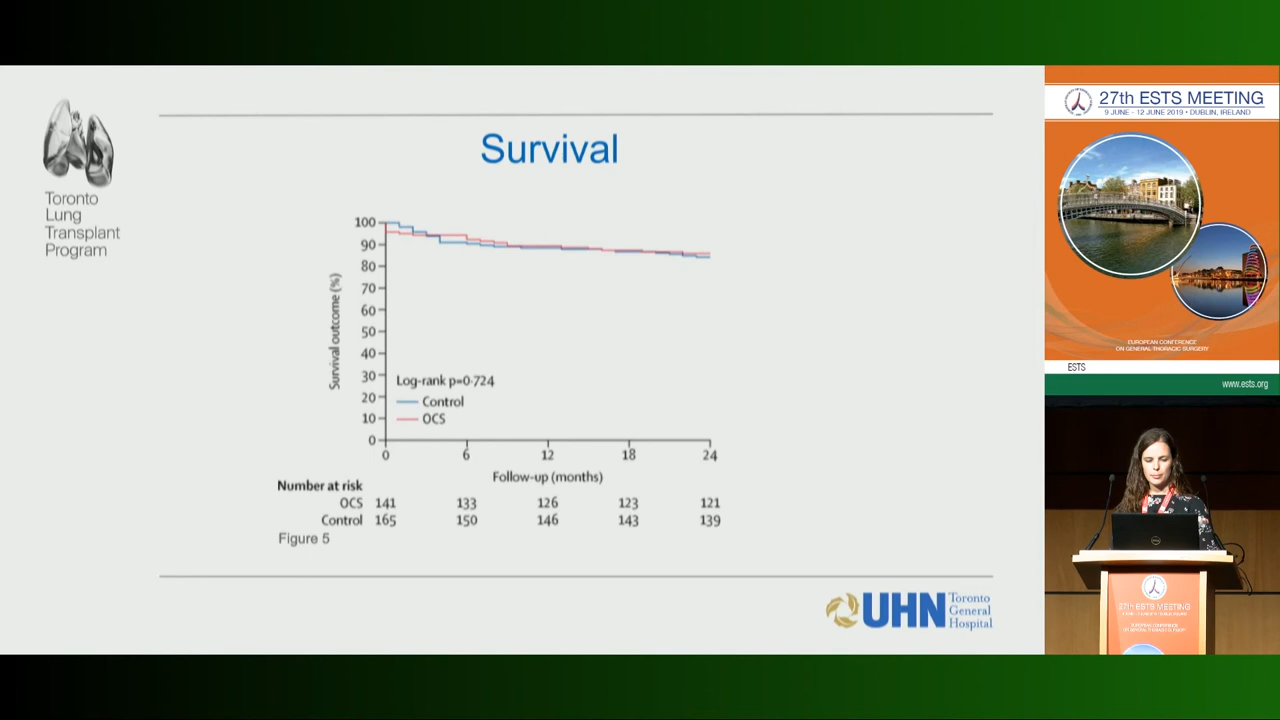 Toronto
Lung
Transplant
Program
Survival
100
90
80
70
60
50
40
30
20
10
0
Survival outcome (%)
Log-rank p=0·724
Control
OCS
0 6 12 18 24
Follow-up (months)
Number at risk
OCS 141 133 126 123 121
Control 165 150 146 143 139
Figure 5
UHN Toronto
General
Hospital
27th ESTS MEETING
9 JUNE - 12 JUNE 2019 • DUBLIN, IRELAND
EUROPEAN CONFERENCE
ON GENERAL THORACIC SURGERY
ESTS
www.ests.org
27th ESTS MEETING